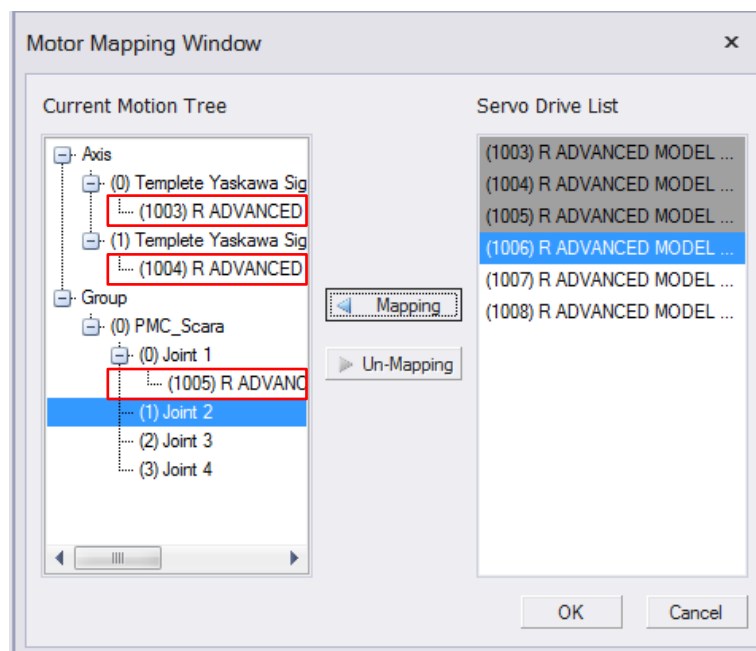 Motor Mapping Window
Current Motion Tree
Axis
(0) Templete Yaskawa Sig
(1003) R ADVANCED
(1) Templete Yaskawa Sig
(1004) R ADVANCED
Group
(0) PMC_Scara
(0) Joint 1
(1005) R ADVANC
(1) Joint 2
(2) Joint 3
(3) Joint 4
Mapping
Un-Mapping
Servo Drive List
(1003) R ADVANCED MODEL ...
(1004) R ADVANCED MODEL ...
(1005) R ADVANCED MODEL ...
(1006) R ADVANCED MODEL ...
(1007) R ADVANCED MODEL ...
(1008) R ADVANCED MODEL ...
OK
Cancel